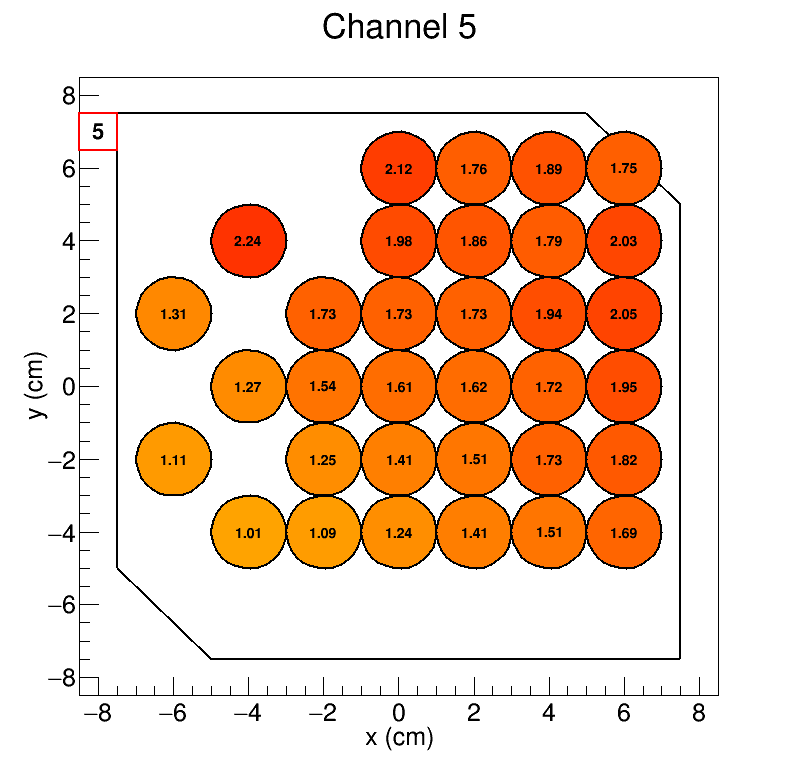 Channel 5
8
5
6
2.12 1.76 1.89 1.75
4
2.24 1.98 1.86 1.79 2.03
2
1.31 1.73 1.73 1.73 1.94 2.05
0
1.27 1.54 1.61 1.62 1.72 1.95
−2
1.11 1.25 1.41 1.51 1.73 1.82
−4
1.01 1.09 1.24 1.41 1.51 1.69
−6
−8
y (cm)
−8 −6 −4 −2 0 2 4 6 8
x (cm)